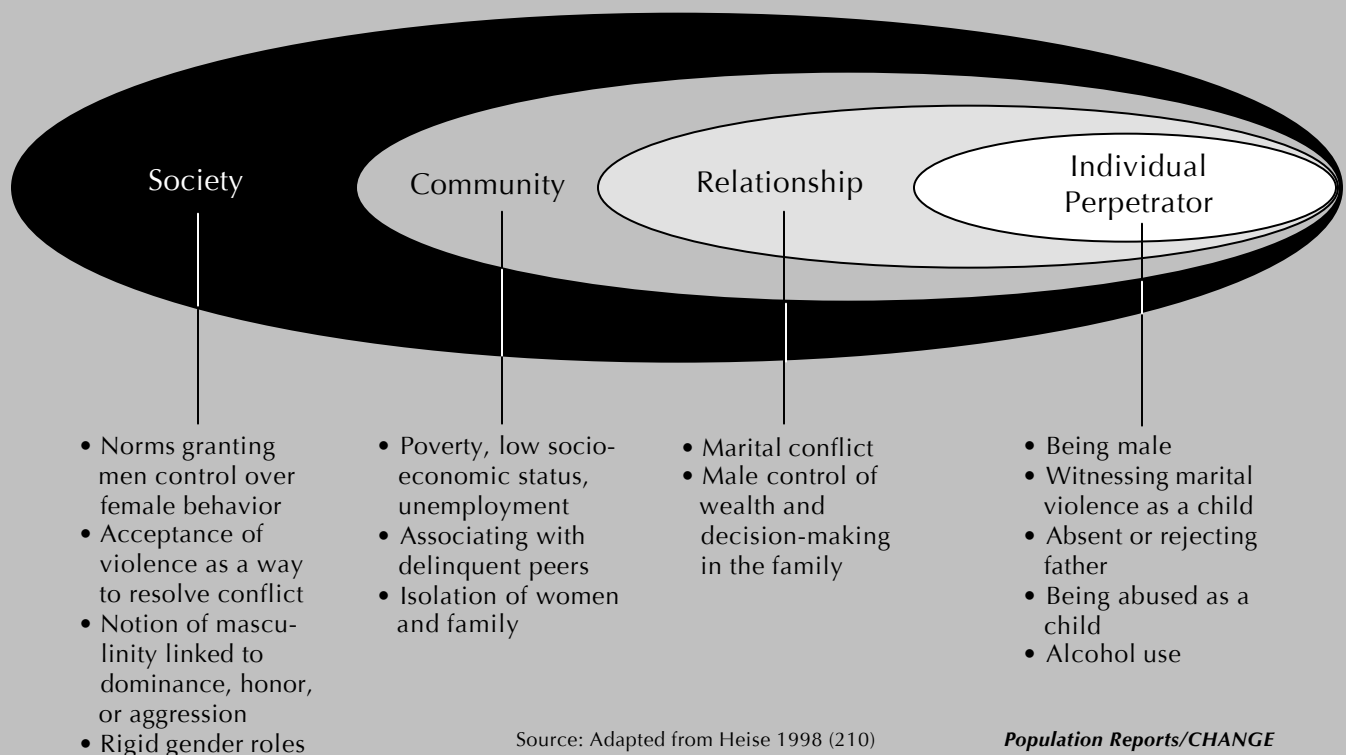 Society
Community
Relationship
Individual
Perpetrator
• Norms granting
men control over
female behavior
• Acceptance of
violence as a way
to resolve conflict
• Notion of mascu-
linity linked to
dominance, honor,
or aggression
• Rigid gender roles
• Poverty, low socio-
economic status,
unemployment
• Associating with
delinquent peers
• Isolation of women
and family
• Marital conflict
• Male control of
wealth and
decision-making
in the family
• Being male
• Witnessing marital
violence as a child
• Absent or rejecting
father
• Being abused as a
child
• Alcohol use
Source: Adapted from Heise 1998 (210)
Population Reports/CHANGE